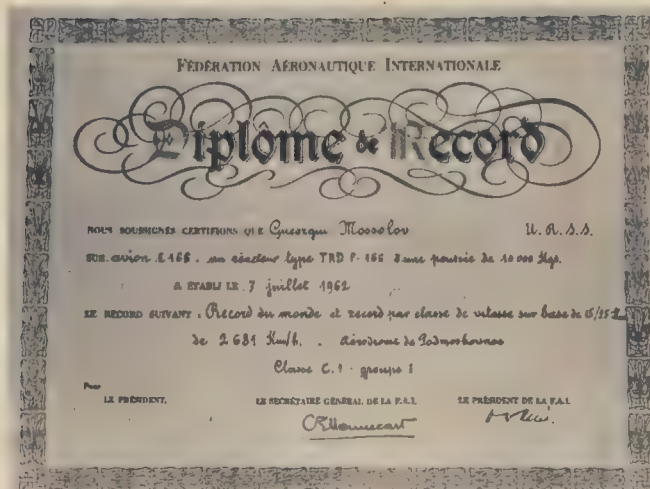 FÉDÉRATION AÉRONAUTIQUE INTERNATIONALE
Diplôme de Record
NOUS SOUSSIGNÉS CERTIFIONS QUE Gueorgui Mossolov U.R.S.S.
SUR avion E 166. un réacteur type TRD P. 166 d'une poussée de 10 000 Kgs.
A ÉTABLI LE 7 juillet 1962
LE RECORD SUIVANT : Record du monde et record par classe de vitesse sur base de 15/25 Km
de 2 681 Km/h. . Aérodrome de
Classe C.1 - groupe I
Pour
LE PRÉSIDENT, LE SECRÉTAIRE GÉNÉRAL DE LA F.A.I. LE PRÉSIDENT DE LA F.A.I.